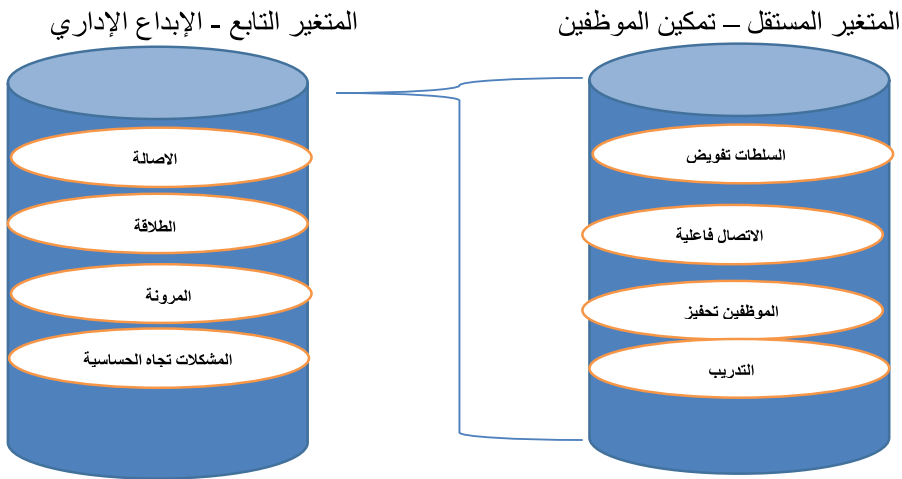 المتغير المستقل – تمكين الموظفين
السلطات تفويض
الاتصال فاعلية
الموظفين تحفيز
التدريب
المتغير التابع - الإبداع الإداري
الاصالة
الطلاقة
المرونة
المشكلات تجاه الحساسية